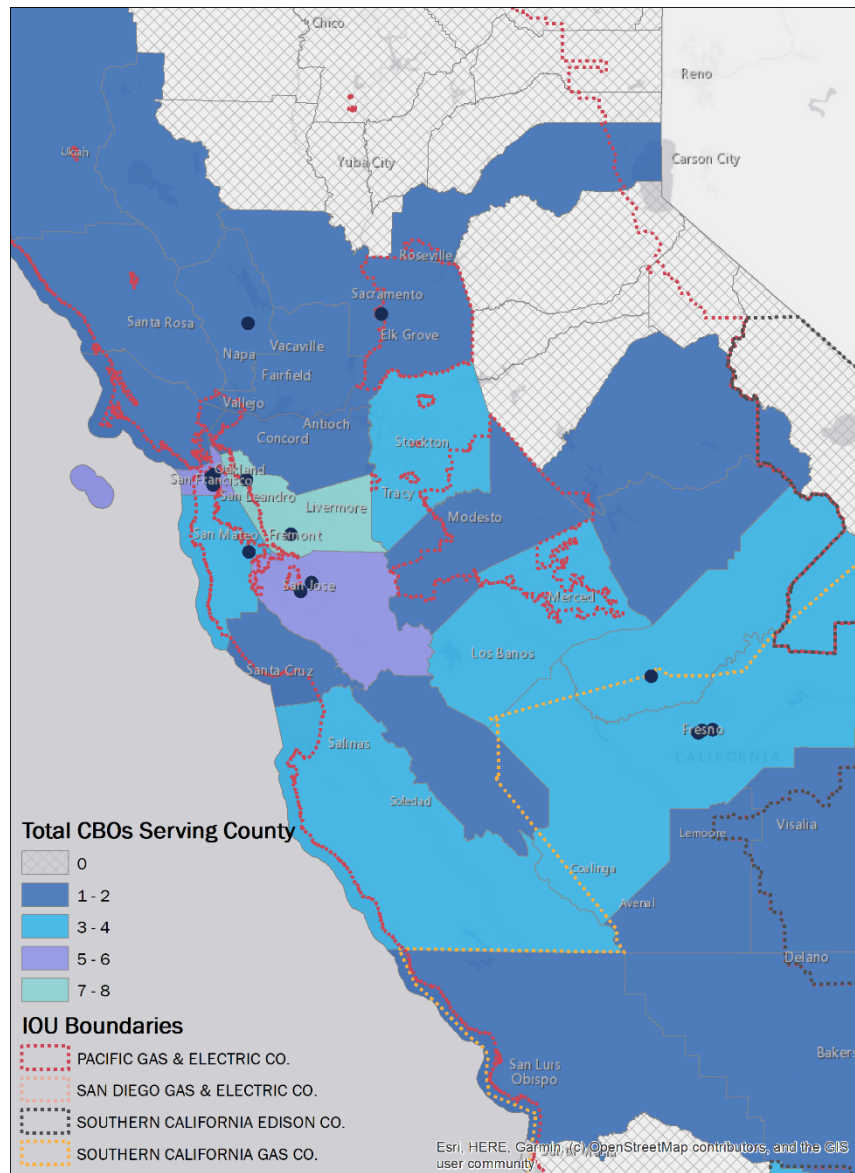 Chico
Reno
Ukiah
Yuba City
Carson City
Roseville
Sacramento
Santa Rosa
Elk Grove
Vacaville
Napa
Fairfield
Vallejo
Antioch
Concord
Stockton
Oakland
San Francisco
San Leandro
Tracy
Livermore
Modesto
San Mateo
Fremont
San Jose
Merced
Los Banos
Santa Cruz
Fresno
Salmas
CALIFORNIA
Soledad
Lemoore
Visalia
Coalinga
Avenal
Delano
San Luis
Obispo
Bakers
Total CBOs Serving County
0
1 - 2
3 - 4
5 - 6
7 - 8
IOU Boundaries
PACIFIC GAS & ELECTRIC CO.
SAN DIEGO GAS & ELECTRIC CO.
SOUTHERN CALIFORNIA EDISON CO.
SOUTHERN CALIFORNIA GAS CO.
Esri, HERE, Garmin, (c) OpenStreetMap contributors, and the GIS
user community